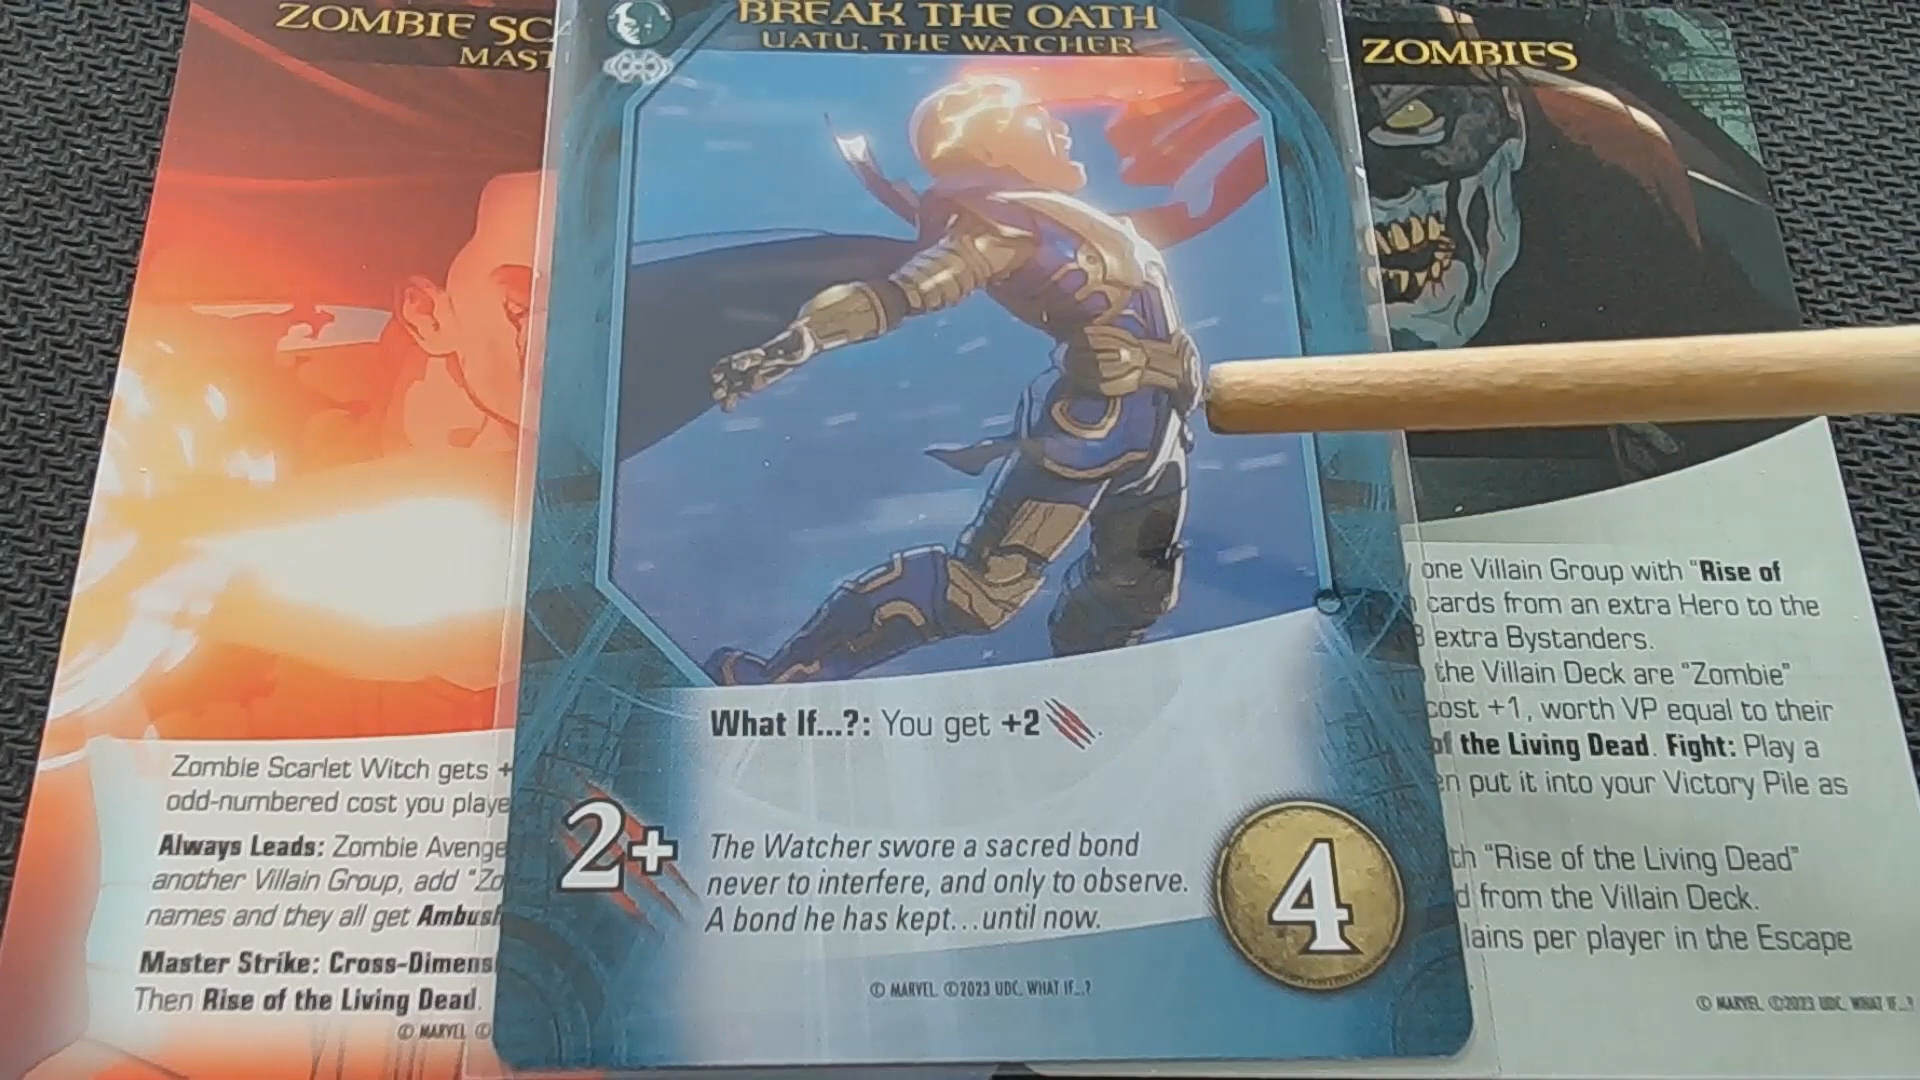 ZOMBIE
BREAK THE OATH
UATU, THE WATCHER
What If...?: You get +2
2+
The Watcher swore a sacred bond
never to interfere, and only to observe.
A bond he has kept...until now.
4
© MARVEL ©2023 UDC. WHAT IF...?
Zombie Scarlet Witch gets +
odd-numbered cost you playe
Always Leads: Zombie Avenge
another Villain Group, add "Zo
names and they all get Ambush
Master Strike: Cross-Dimens
Then Rise of the Living Dead.
© MARVEL ©
ZOMBIES
one Villain Group with "Rise of
cards from an extra Hero to the
extra Bystanders.
the Villain Deck are "Zombie"
cost +1, worth VP equal to their
of the Living Dead. Fight: Play a
put it into your Victory Pile as
"Rise of the Living Dead"
from the Villain Deck.
per player in the Escape
© MARVEL ©2023 UDC. WHAT IF...?